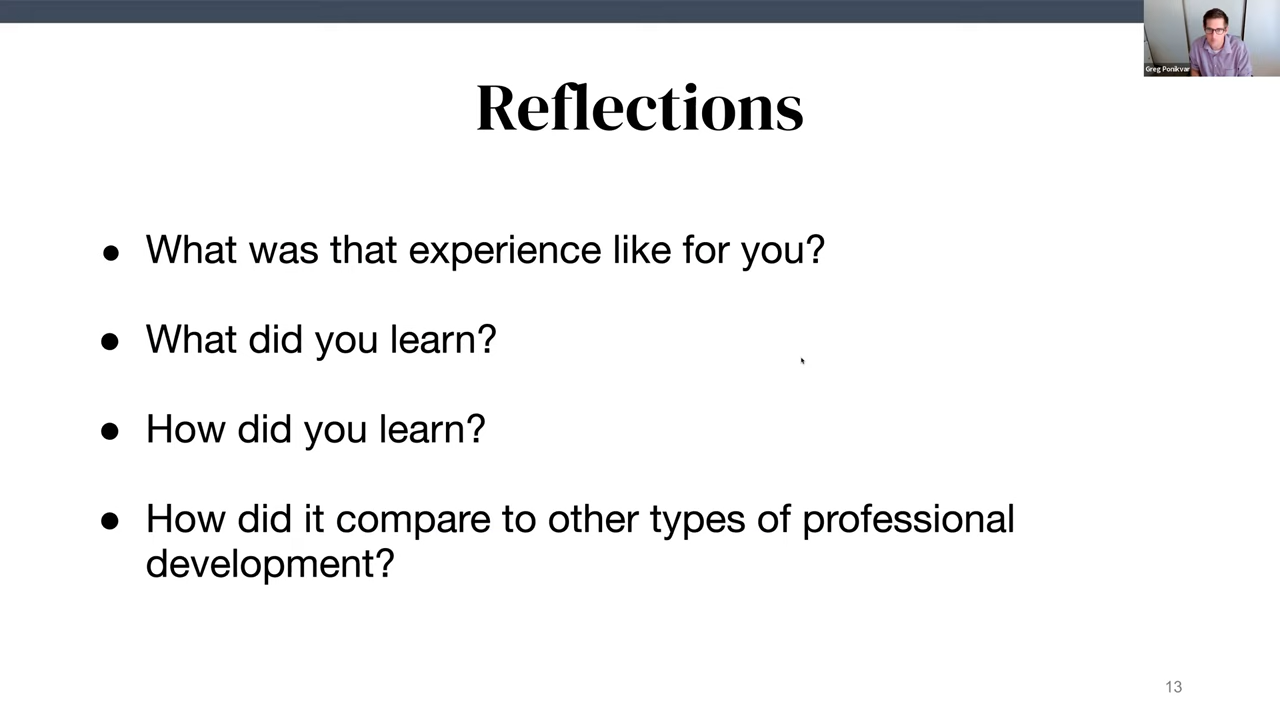 Greg Ponikvar
Reflections
● What was that experience like for you?
● What did you learn?
● How did you learn?
● How did it compare to other types of professional
development?
13